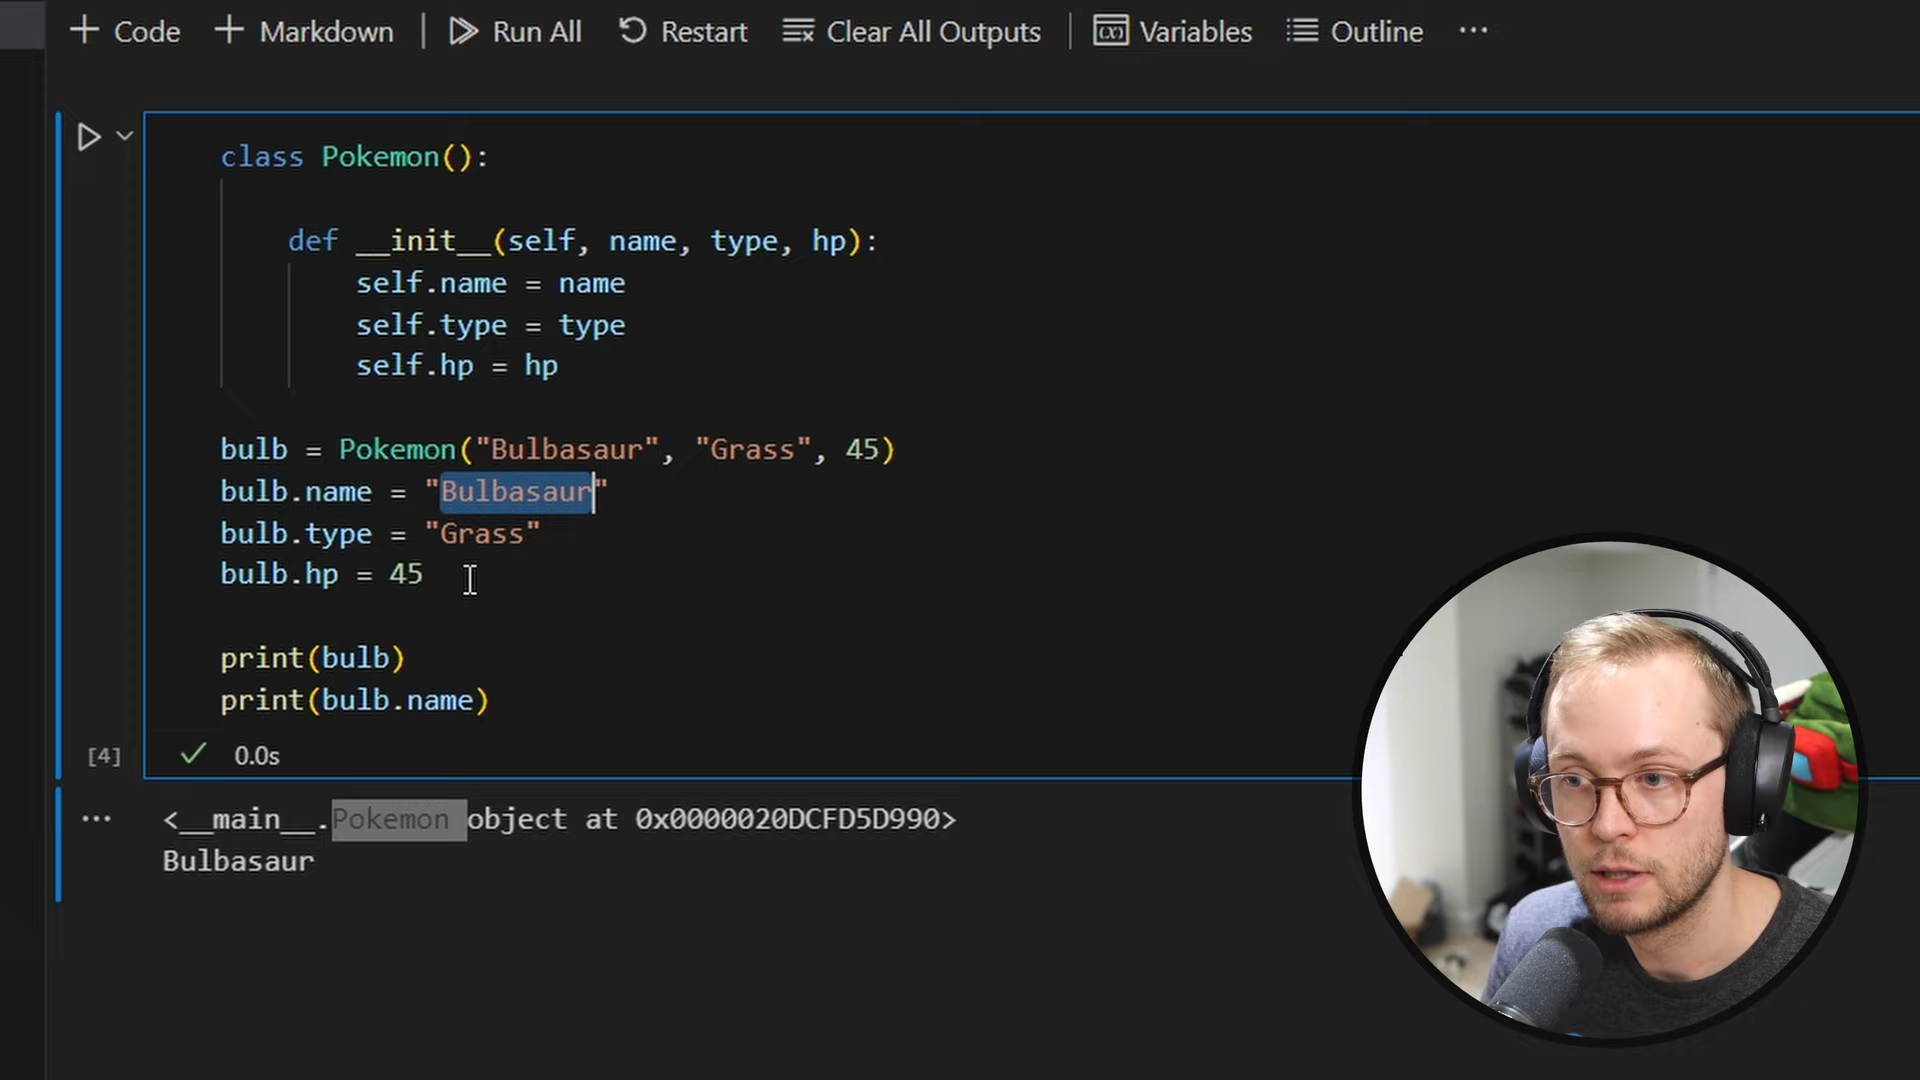 Code Markdown Run All Restart Clear All Outputs Variables Outline ...
class Pokemon():
def __init__(self, name, type, hp):
self.name = name
self.type = type
self.hp = hp
bulb = Pokemon("Bulbasaur", "Grass", 45)
bulb.name = "Bulbasaur"
bulb.type = "Grass"
bulb.hp = 45
print(bulb)
print(bulb.name)
[4] 0.0s
... <__main__.Pokemon object at 0x0000020DCFD5D990>
Bulbasaur